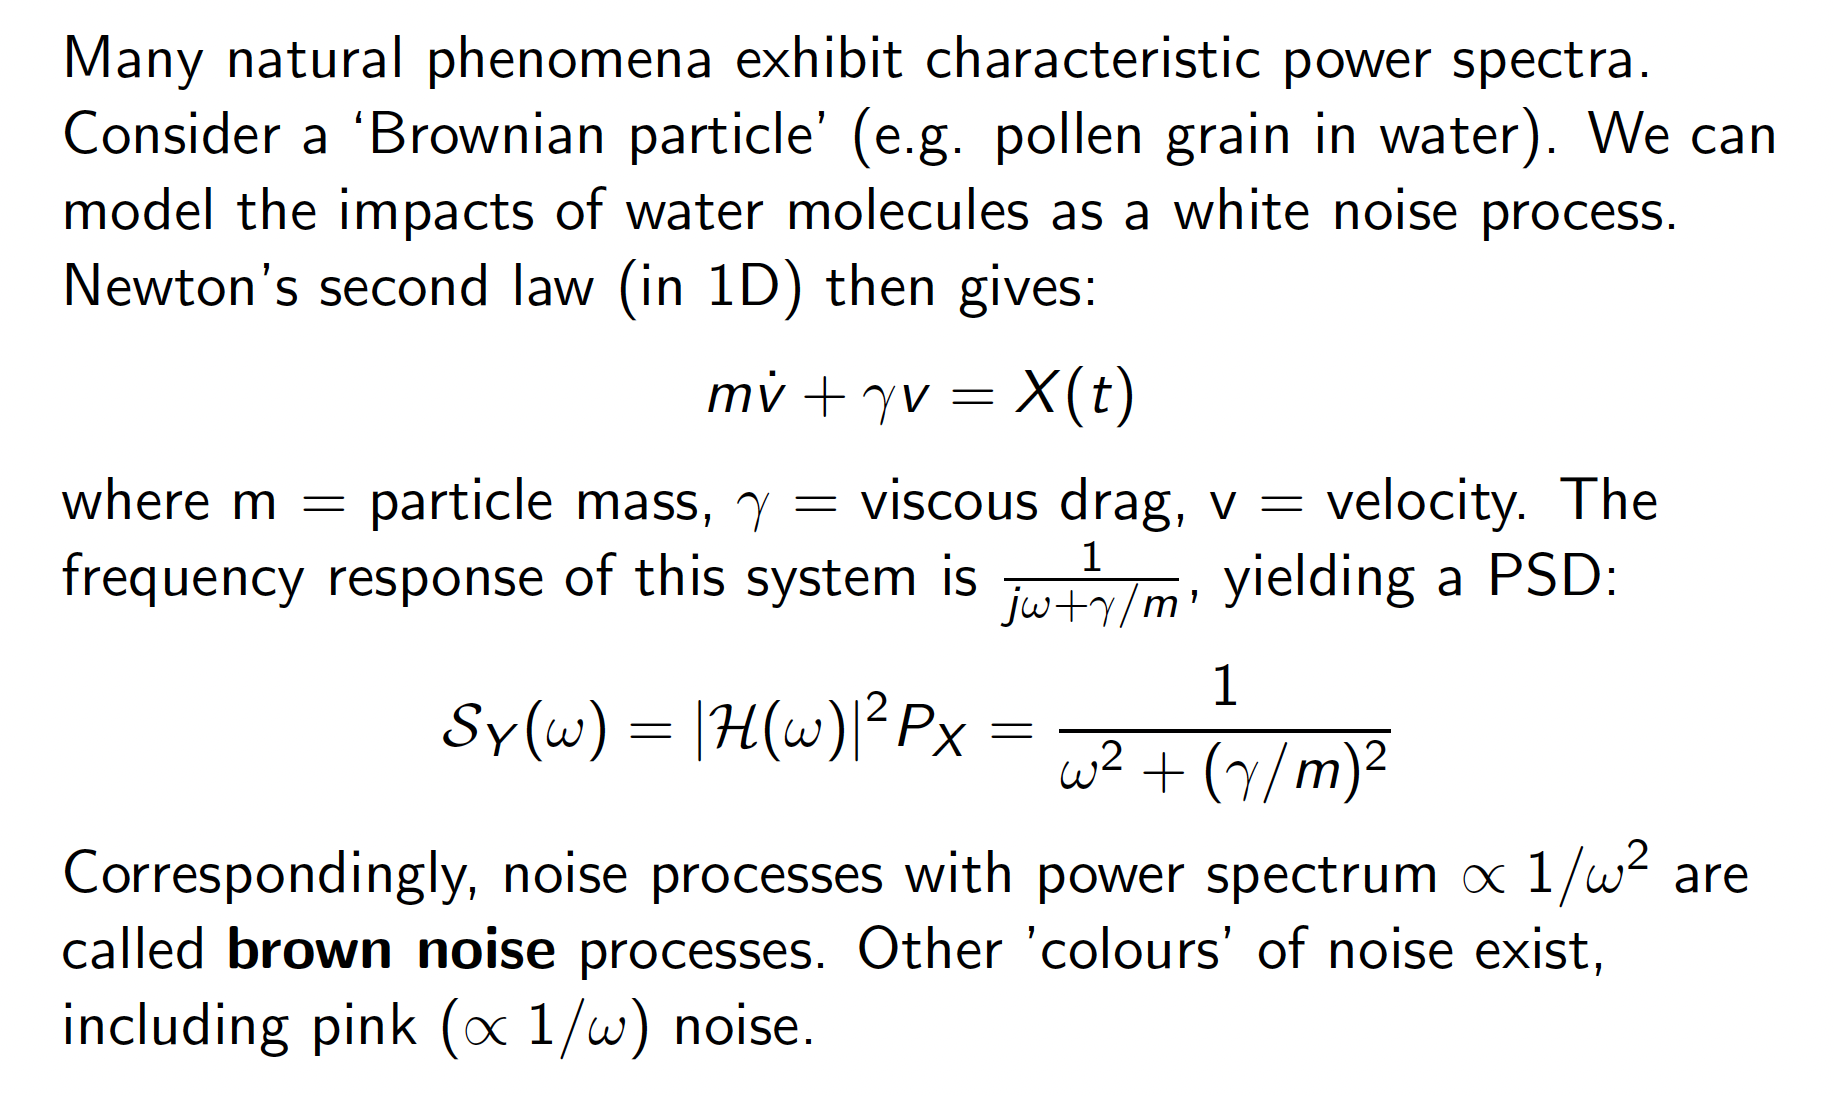 Many natural phenomena exhibit characteristic power spectra.
Consider a ‘Brownian particle’ (e.g. pollen grain in water). We can
model the impacts of water molecules as a white noise process.
Newton’s second law (in 1D) then gives:
$m\dot{v} + \gamma v = X(t)$
where m = particle mass, $\gamma$ = viscous drag, v = velocity. The
frequency response of this system is $\frac{1}{j\omega+\gamma/m}$, yielding a PSD:
$\mathcal{S}_Y(\omega) = |\mathcal{H}(\omega)|^2 P_X = \frac{1}{\omega^2 + (\gamma/m)^2}$
Correspondingly, noise processes with power spectrum $\propto 1/\omega^2$ are
called brown noise processes. Other ’colours’ of noise exist,
including pink ($\propto 1/\omega$) noise.